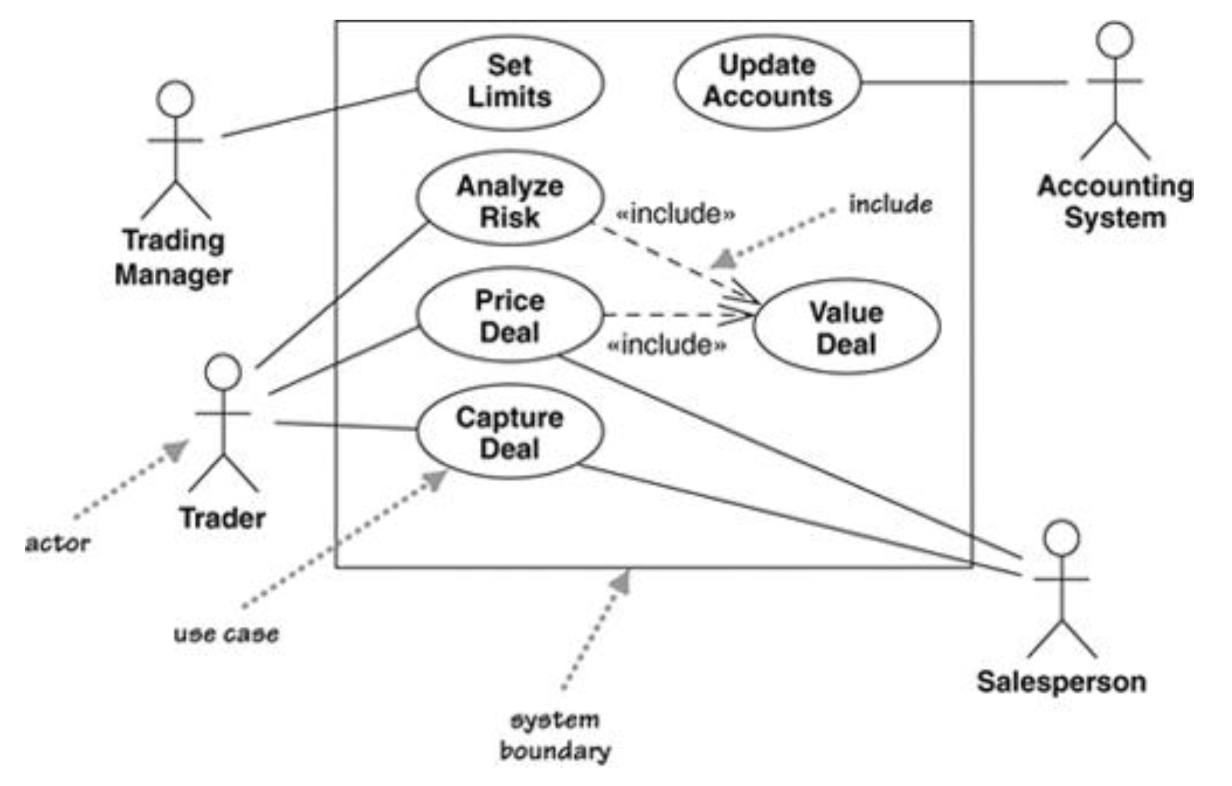 Set
Limits
Update
Accounts
Accounting
System
Trading
Manager
Analyze
Risk
«include»
include
Price
Deal
«include»
Value
Deal
Capture
Deal
Trader
actor
use case
system
boundary
Salesperson